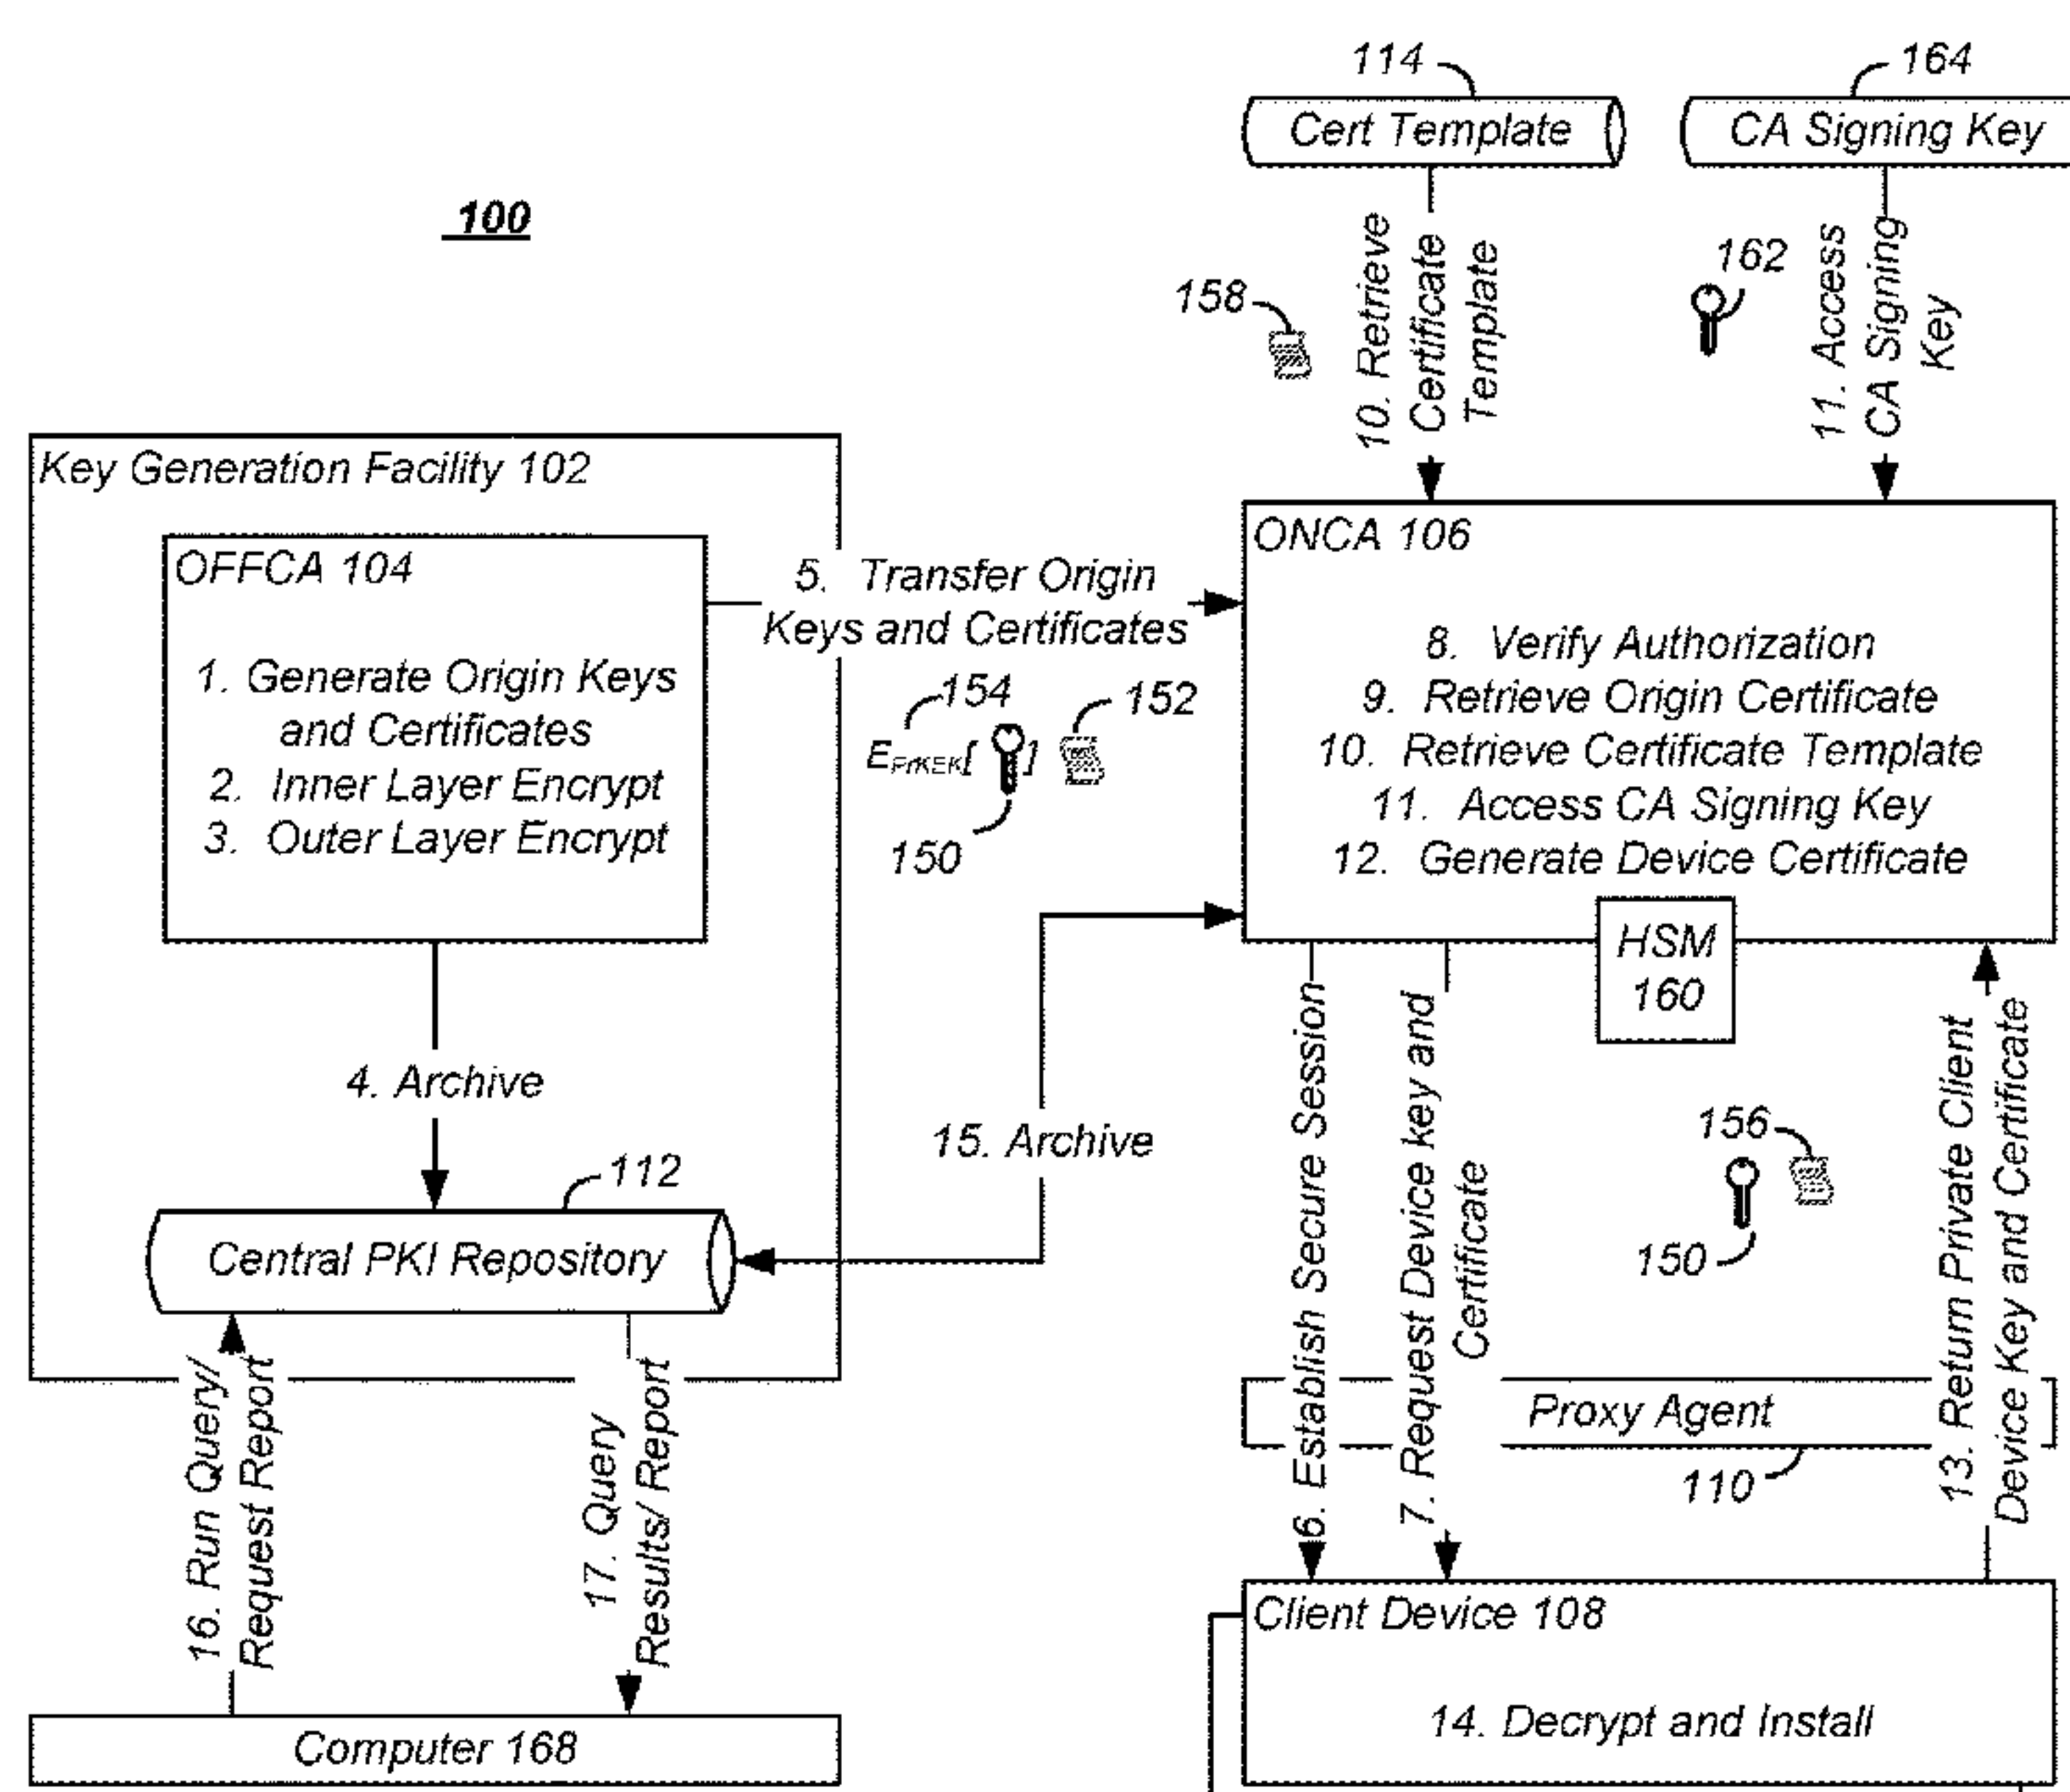 100
114
164
Cert Template
CA Signing Key
158
10. Retrieve
Certificate
Template
162
11. Access
CA Signing
Key
Key Generation Facility 102
OFFCA 104
1. Generate Origin Keys
and Certificates
2. Inner Layer Encrypt
3. Outer Layer Encrypt
5. Transfer Origin
Keys and Certificates
154
152
E_PrKEK[ ]
150
ONCA 106
8. Verify Authorization
9. Retrieve Origin Certificate
10. Retrieve Certificate Template
11. Access CA Signing Key
12. Generate Device Certificate
HSM
160
4. Archive
112
Central PKI Repository
15. Archive
6. Establish Secure Session
7. Request Device key and
Certificate
156
150
13. Return Private Client
Device Key and Certificate
Proxy Agent
110
16. Run Query/
Request Report
17. Query
Results/ Report
Computer 168
Client Device 108
14. Decrypt and Install